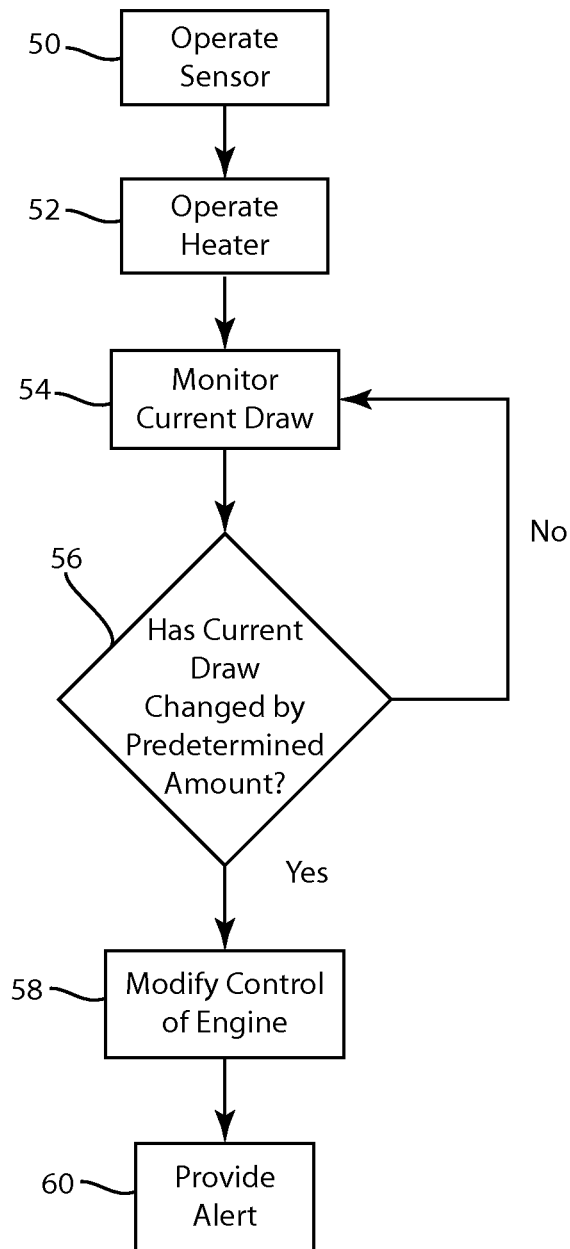 50
Operate
Sensor
52
Operate
Heater
54
Monitor
Current Draw
No
56
Has Current
Draw
Changed by
Predetermined
Amount?
Yes
58
Modify Control
of Engine
60
Provide
Alert